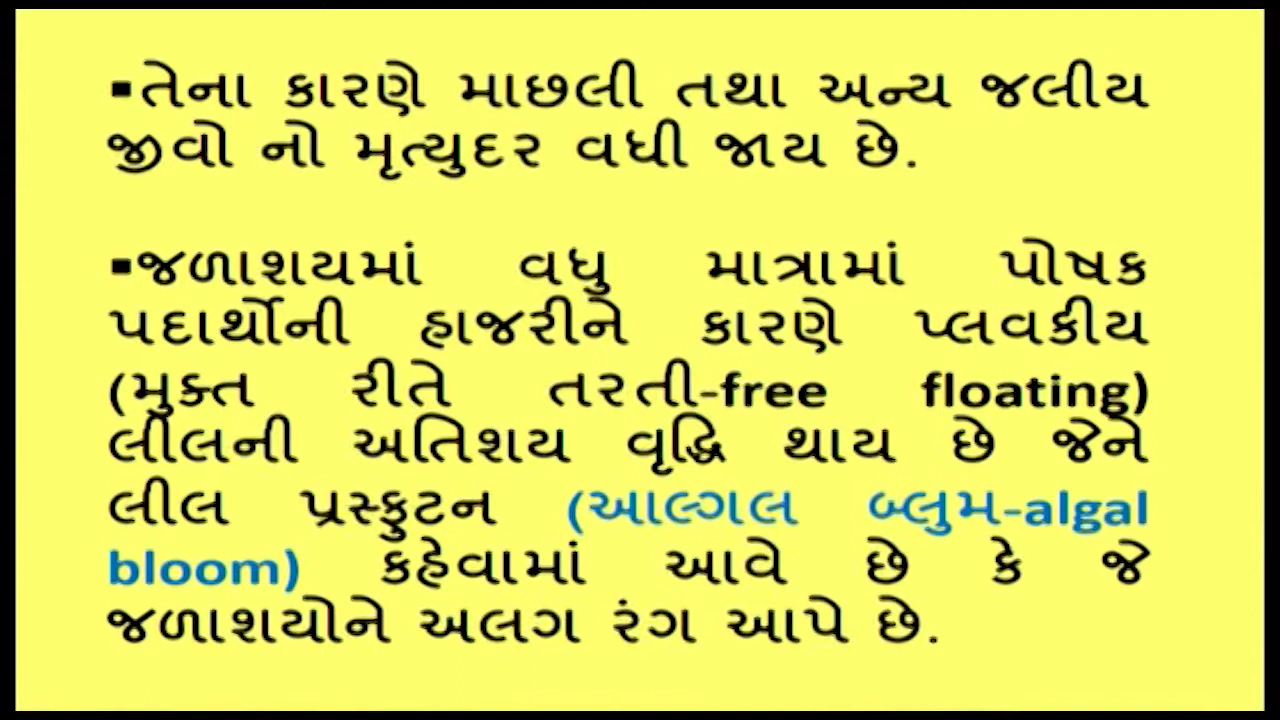 ▪તેના કારણે માછલી તથા અન્ય જલીય
જીવો નો મૃત્યુદર વધી જાય છે.
▪જળાશયમાં વધુ માત્રામાં પોષક
પદાર્થોની હાજરીને કારણે પ્લવકીય
(મુક્ત રીતે તરતી-free floating)
લીલની અતિશય વૃદ્ધિ થાય છે જેને
લીલ પ્રસ્ફુટન (આલ્ગલ બ્લુમ-algal
bloom) કહેવામાં આવે છે કે જે
જળાશયોને અલગ રંગ આપે છે.